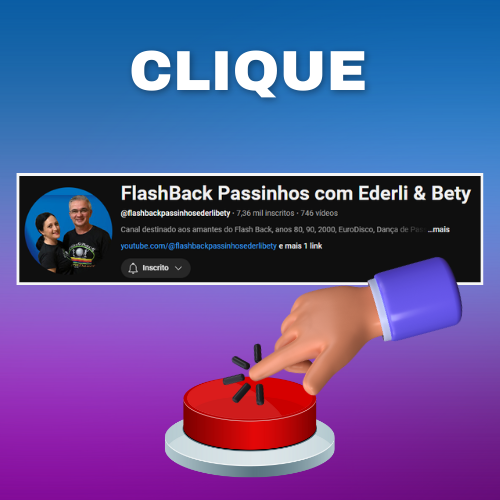 CLIQUE
FlashBack Passinhos com Ederli & Bety
@flashbackpassinhosederlibety • 7,36 mil inscritos • 746 vídeos
Canal destinado aos amantes do Flash Back, anos 80, 90, 2000, EuroDisco, Dança de ...mais
youtube.com/@flashbackpassinhosederlibety e mais 1 link
Inscrito